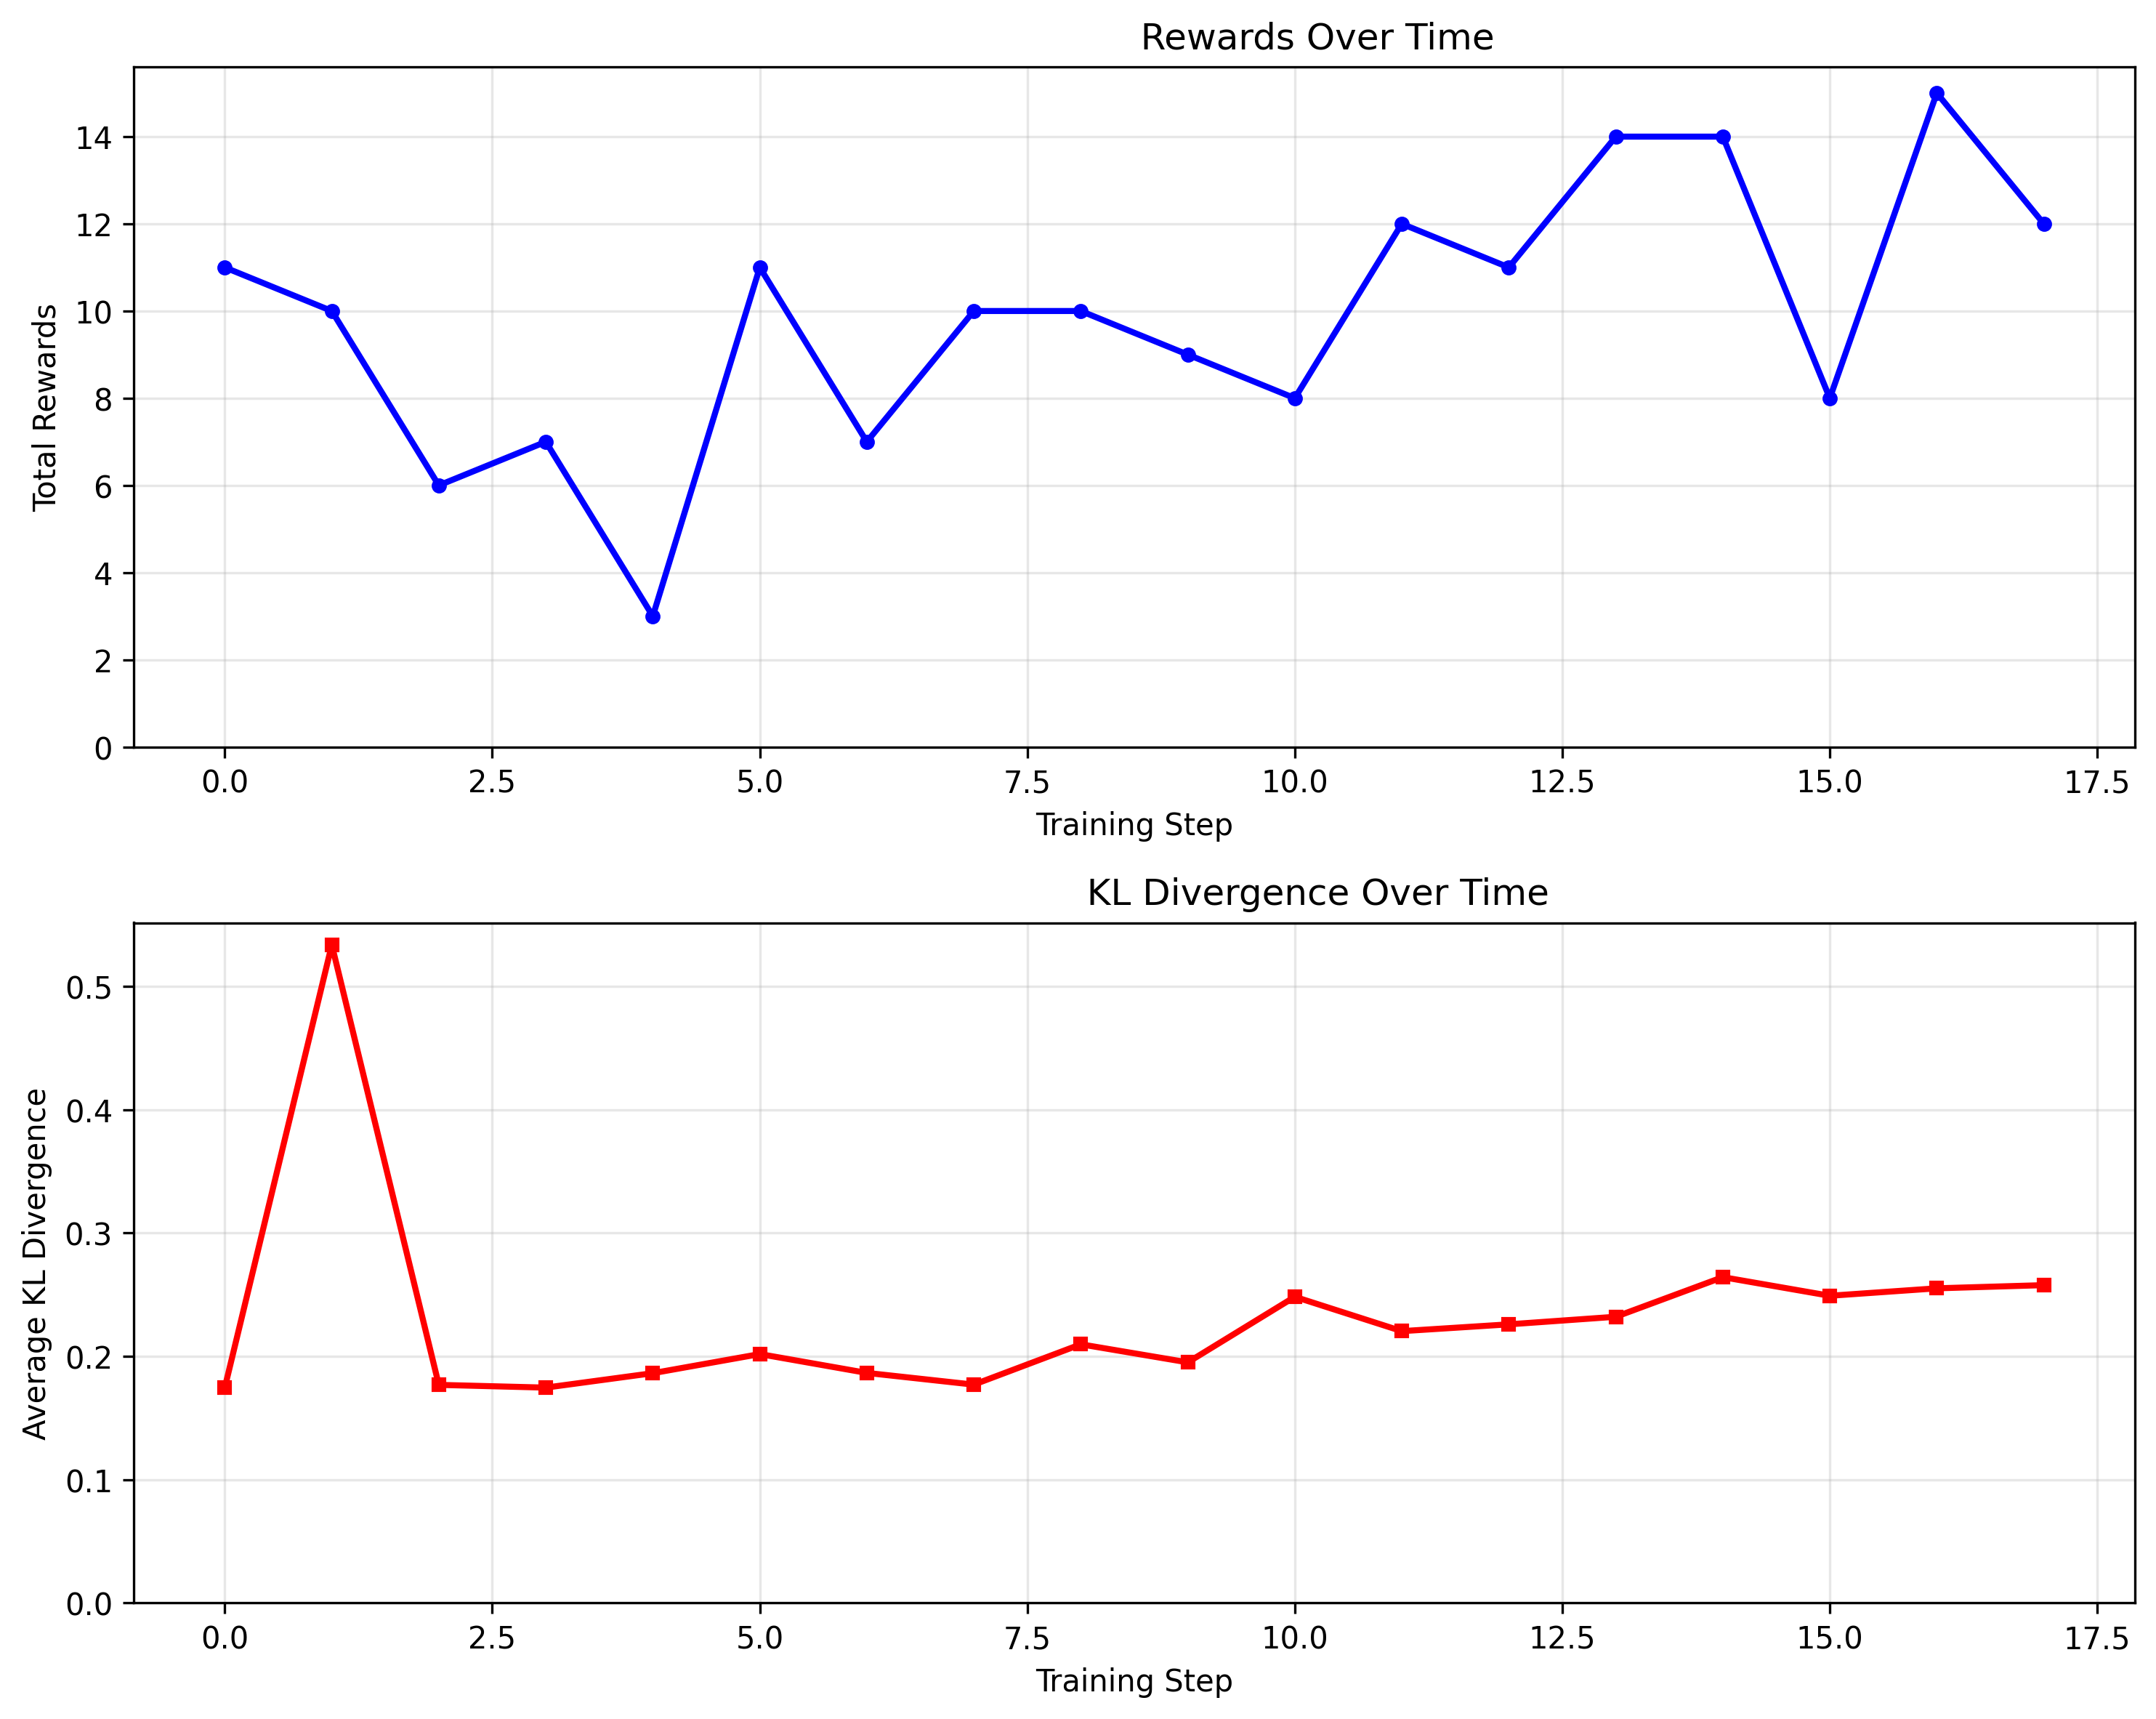 Rewards Over Time
Total Rewards
14
12
10
8
6
4
2
0
0.0 2.5 5.0 7.5 10.0 12.5 15.0 17.5
Training Step
KL Divergence Over Time
Average KL Divergence
0.5
0.4
0.3
0.2
0.1
0.0
0.0 2.5 5.0 7.5 10.0 12.5 15.0 17.5
Training Step